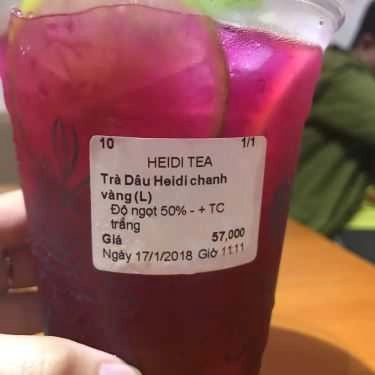 10 1/1
HEIDI TEA
Trà Dâu Heidi chanh
vàng (L)
Độ ngọt 50% - + TC
trắng
Giá 57,000
Ngày 17/1/2018 Giờ 11:11